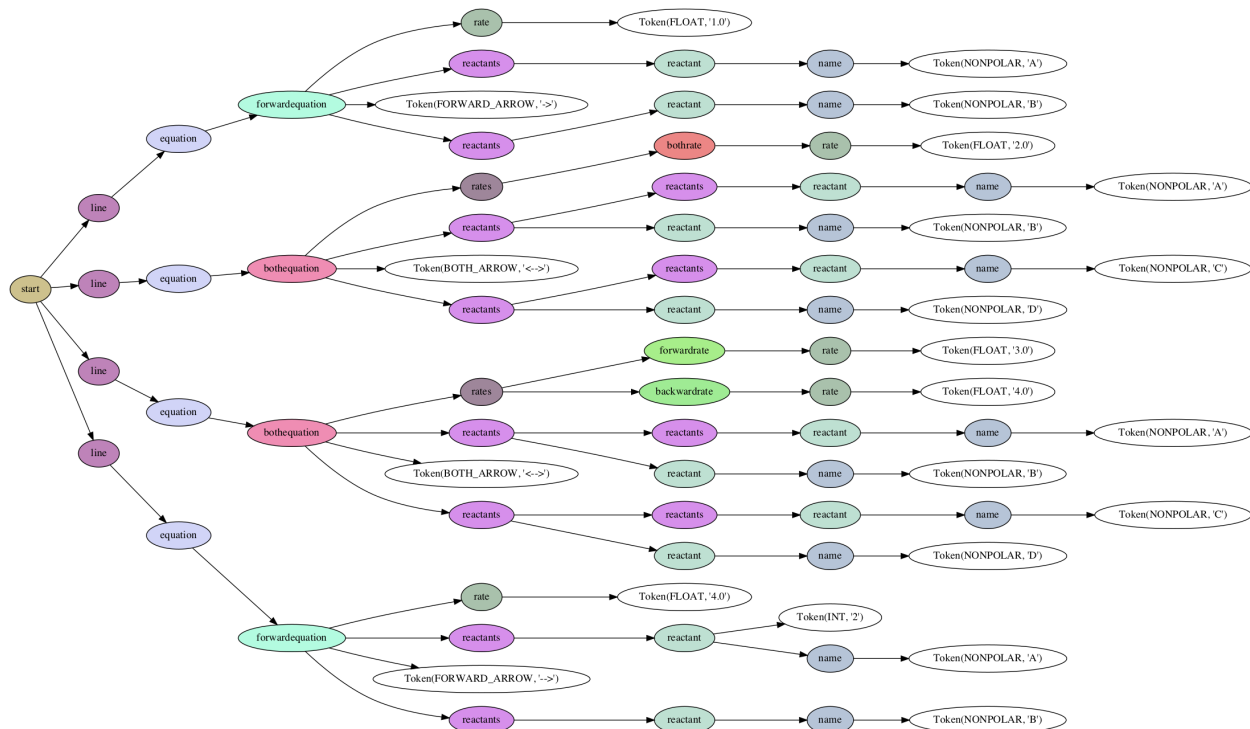 rate
Token(FLOAT, '1.0')
reactants
reactant
name
Token(NONPOLAR, 'A')
forwardequation
Token(FORWARD_ARROW, '->')
reactant
name
Token(NONPOLAR, 'B')
equation
reactants
bothrate
rate
Token(FLOAT, '2.0')
rates
reactants
reactant
name
Token(NONPOLAR, 'A')
line
reactants
reactant
name
Token(NONPOLAR, 'B')
start
line
equation
bothequation
Token(BOTH_ARROW, '<-->')
reactants
reactant
name
Token(NONPOLAR, 'C')
reactants
reactant
name
Token(NONPOLAR, 'D')
forwardrate
rate
Token(FLOAT, '3.0')
line
rates
backwardrate
rate
Token(FLOAT, '4.0')
equation
bothequation
reactants
reactants
reactant
name
Token(NONPOLAR, 'A')
line
Token(BOTH_ARROW, '<-->')
reactant
name
Token(NONPOLAR, 'B')
reactants
reactants
reactant
name
Token(NONPOLAR, 'C')
equation
reactant
name
Token(NONPOLAR, 'D')
rate
Token(FLOAT, '4.0')
Token(INT, '2')
forwardequation
reactants
reactant
name
Token(NONPOLAR, 'A')
Token(FORWARD_ARROW, '-->')
reactants
reactant
name
Token(NONPOLAR, 'B')